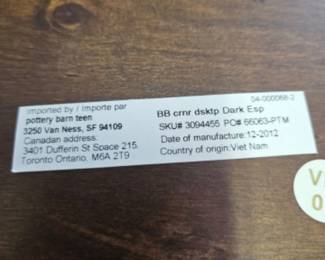 04-000068-2
Imported by / Importe par
pottery barn teen
3250 Van Ness, SF 94109
Canadian address:
3401 Dufferin St Space 215,
Toronto Ontario, M6A 2T9
BB crnr dsktp Dark Esp
SKU# 3094455 PO# 66063-PTM
Date of manufacture:12-2012
Country of origin:Viet Nam
V
0